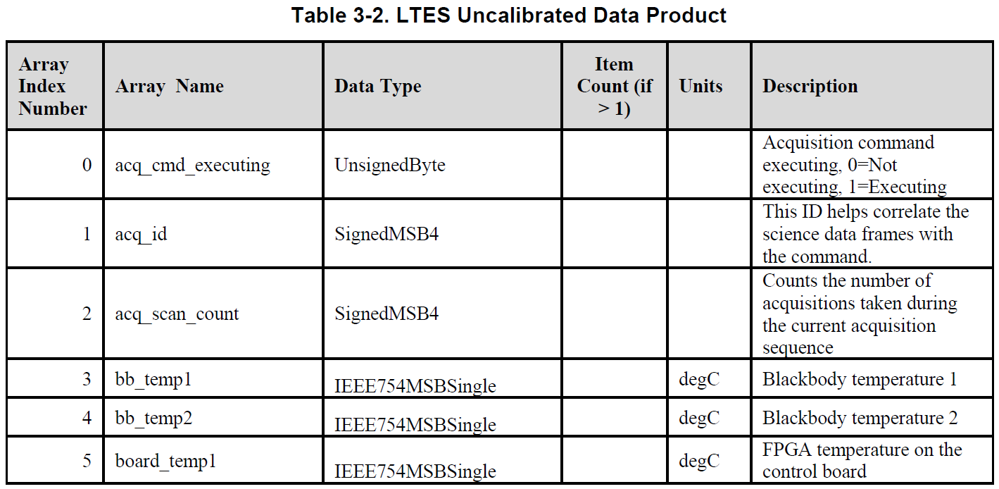 Table 3-2. LTES Uncalibrated Data Product
Array
Index
Number
Array Name
Data Type
Item
Count (if
> 1)
Units
Description
0
acq_cmd_executing
UnsignedByte
Acquisition command
executing, 0=Not
executing, 1=Executing
1
acq_id
SignedMSB4
This ID helps correlate the
science data frames with
the command.
2
acq_scan_count
SignedMSB4
Counts the number of
acquisitions taken during
the current acquisition
sequence
3
bb_temp1
IEEE754MSBSingle
degC
Blackbody temperature 1
4
bb_temp2
IEEE754MSBSingle
degC
Blackbody temperature 2
5
board_temp1
IEEE754MSBSingle
degC
FPGA temperature on the
control board